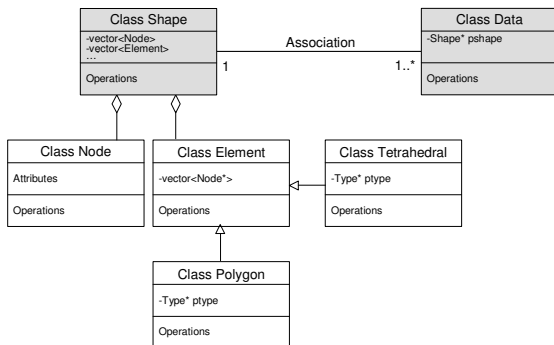 Class Shape
-vector<Node>
-vector<Element>
...
Operations
Association
1
1..*
Class Data
-Shape* pshape
Operations
Class Node
Attributes
Operations
Class Element
-vector<Node*>
Operations
Class Tetrahedral
-Type* ptype
Operations
Class Polygon
-Type* ptype
Operations